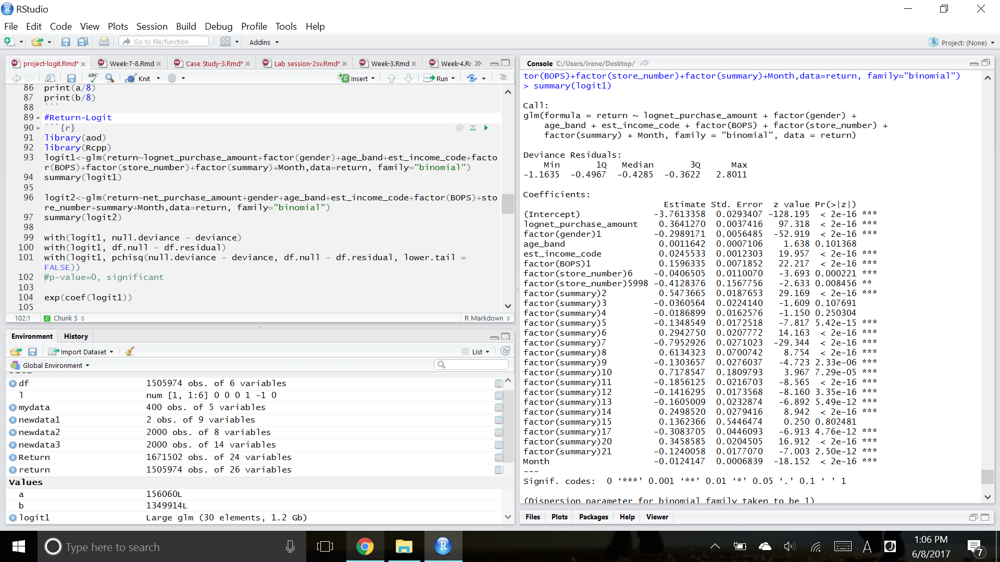 RStudio
File Edit Code View Plots Session Build Debug Profile Tools Help
Go to file/function Addins Project: (None)
project-logit.Rmd* Week-7-8.Rmd Case Study-3.Rmd* Lab session-2sv.Rmd* Week-3.Rmd Week-4.Rr
ABC Knit Insert Run
86 print(a/8)
87 print(b/8)
88 ```
89 #Return-Logit
90 ```{r}
91 library(aod)
92 library(Rcpp)
93 logit1<-glm(return~lognet_purchase_amount+factor(gender)+age_band+est_income_code+facto
r(BOPS)+factor(store_number)+factor(summary)+Month,data=return, family="binomial")
94 summary(logit1)
95
96 logit2<-glm(return~net_purchase_amount+gender+age_band+est_income_code+factor(BOPS)+sto
re_number+summary+Month,data=return, family="binomial")
97 summary(logit2)
98
99 with(logit1, null.deviance - deviance)
100 with(logit1, df.null - df.residual)
101 with(logit1, pchisq(null.deviance - deviance, df.null - df.residual, lower.tail =
FALSE))
102 #p-value=0, significant
103
104 exp(coef(logit1))
105
102:1 C Chunk 5 R Markdown
Environment History
Import Dataset List
Global Environment
df 1505974 obs. of 6 variables
l num [1, 1:6] 0 0 0 1 -1 0
mydata 400 obs. of 5 variables
newdata1 2 obs. of 9 variables
newdata2 2000 obs. of 8 variables
newdata3 2000 obs. of 14 variables
Return 1671502 obs. of 24 variables
return 1505974 obs. of 26 variables
Values
a 156060L
b 1349914L
logit1 Large glm (30 elements, 1.2 Gb)
Console C:/Users/irene/Desktop/
tor(BOPS)+factor(store_number)+factor(summary)+Month,data=return, family="binomial")
> summary(logit1)
Call:
glm(formula = return ~ lognet_purchase_amount + factor(gender) +
age_band + est_income_code + factor(BOPS) + factor(store_number) +
factor(summary) + Month, family = "binomial", data = return)
Deviance Residuals:
Min 1Q Median 3Q Max
-1.1635 -0.4967 -0.4285 -0.3622 2.8011
Coefficients:
Estimate Std. Error z value Pr(>|z|)
(Intercept) -3.7613358 0.0293407 -128.195 < 2e-16 ***
lognet_purchase_amount 0.3641270 0.0037416 97.318 < 2e-16 ***
factor(gender)1 -0.2989171 0.0056485 -52.919 < 2e-16 ***
age_band 0.0011642 0.0007106 1.638 0.101368
est_income_code 0.0245533 0.0012303 19.957 < 2e-16 ***
factor(BOPS)1 0.1596335 0.0071852 22.217 < 2e-16 ***
factor(store_number)6 -0.0406505 0.0110070 -3.693 0.000221 ***
factor(store_number)5998 -0.4128376 0.1567756 -2.633 0.008456 **
factor(summary)2 0.5473665 0.0187653 29.169 < 2e-16 ***
factor(summary)3 -0.0360564 0.0224140 -1.609 0.107691
factor(summary)4 -0.0186899 0.0162576 -1.150 0.250304
factor(summary)5 -0.1348549 0.0172518 -7.817 5.42e-15 ***
factor(summary)6 0.2942750 0.0207772 14.163 < 2e-16 ***
factor(summary)7 -0.7952926 0.0271023 -29.344 < 2e-16 ***
factor(summary)8 0.6134323 0.0700742 8.754 < 2e-16 ***
factor(summary)9 -0.1303657 0.0276037 -4.723 2.33e-06 ***
factor(summary)10 0.7178547 0.1809793 3.967 7.29e-05 ***
factor(summary)11 -0.1856125 0.0216703 -8.565 < 2e-16 ***
factor(summary)12 -0.1416295 0.0173568 -8.160 3.35e-16 ***
factor(summary)13 -0.1605009 0.0232874 -6.892 5.49e-12 ***
factor(summary)14 0.2498520 0.0279416 8.942 < 2e-16 ***
factor(summary)15 0.1362366 0.5446474 0.250 0.802481
factor(summary)17 -0.3083705 0.0446093 -6.913 4.76e-12 ***
factor(summary)20 0.3458585 0.0204505 16.912 < 2e-16 ***
factor(summary)21 -0.1240058 0.0177070 -7.003 2.50e-12 ***
Month -0.0124147 0.0006839 -18.152 < 2e-16 ***
---
Signif. codes: 0 ‘***’ 0.001 ‘**’ 0.01 ‘*’ 0.05 ‘.’ 0.1 ‘ ’ 1
(Dispersion parameter for binomial family taken to be 1)
Files Plots Packages Help Viewer
Type here to search
A J 1:06 PM
6/8/2017 7